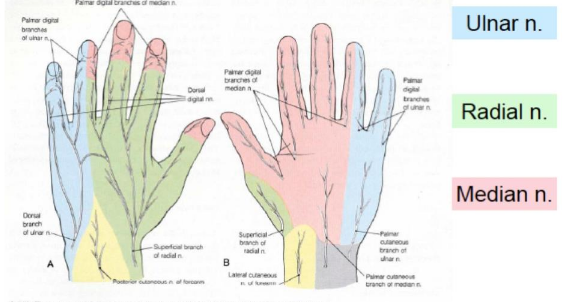 Palmar digital branches of median n.
Palmar digital
branches
of ulnar n.
Dorsal
digital nn.
Dorsal
branch
of ulnar n.
Superficial branch
of radial n.
A
Posterior cutaneous n. of forearm
Palmar digital
branches of
median n.
Palmar
digital
branches
of ulnar n.
Superficial
branch of
radial n.
B
Lateral cutaneous
n. of forearm
Palmar
cutaneous
branch of
ulnar n.
Palmar cutaneous
branch of median n.
Ulnar n.
Radial n.
Median n.